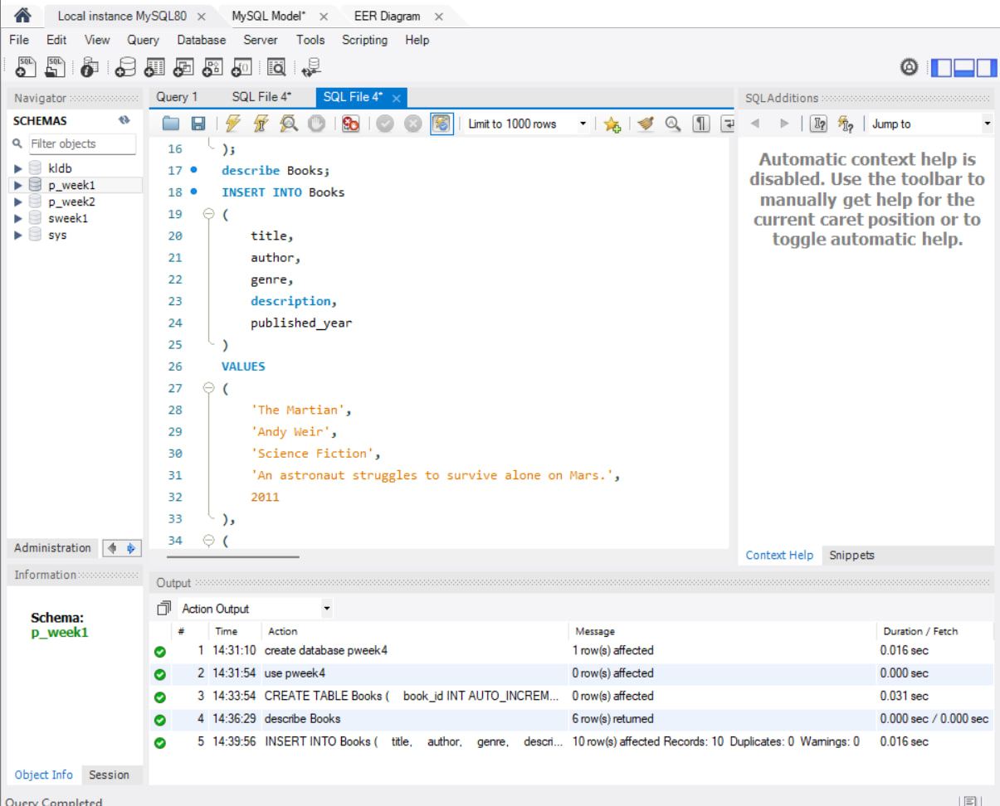 Local instance MySQL80 × MySQL Model* × EER Diagram ×
File Edit View Query Database Server Tools Scripting Help
Navigator
SCHEMAS
Filter objects
kldb
p_week1
p_week2
sweek1
sys
Administration
Information
Schema:
p_week1
Object Info Session
Query 1 SQL File 4* SQL File 4* ×
Limit to 1000 rows
16 );
17 describe Books;
18 INSERT INTO Books
19 (
20 title,
21 author,
22 genre,
23 description,
24 published_year
25 )
26 VALUES
27 (
28 'The Martian',
29 'Andy Weir',
30 'Science Fiction',
31 'An astronaut struggles to survive alone on Mars.',
32 2011
33 ),
34 (
SQLAdditions
Jump to
Automatic context help is
disabled. Use the toolbar to
manually get help for the
current caret position or to
toggle automatic help.
Context Help Snippets
Output
Action Output
# Time Action Message Duration / Fetch
1 14:31:10 create database pweek4 1 row(s) affected 0.016 sec
2 14:31:54 use pweek4 0 row(s) affected 0.000 sec
3 14:33:54 CREATE TABLE Books ( book_id INT AUTO_INCREM... 0 row(s) affected 0.031 sec
4 14:36:29 describe Books 6 row(s) returned 0.000 sec / 0.000 sec
5 14:39:56 INSERT INTO Books ( title, author, genre, descri... 10 row(s) affected Records: 10 Duplicates: 0 Warnings: 0 0.016 sec
Query Completed